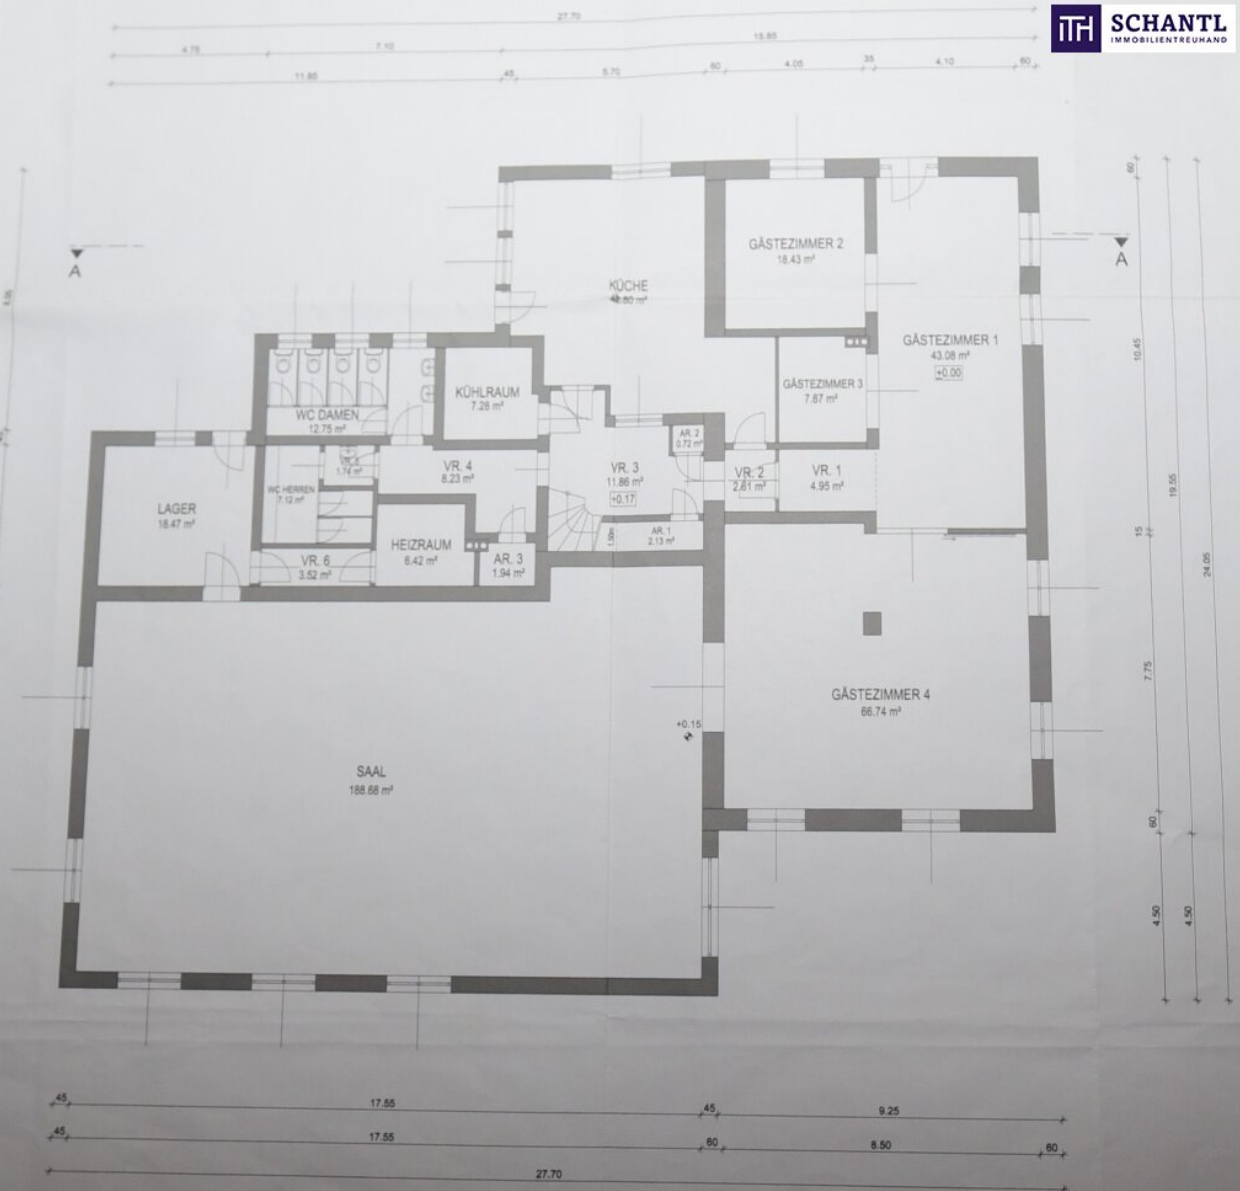 iTH SCHANTL
IMMOBILIENTREUHAND
27.70
4.75 7.10 15.85
11.85 45 5.70 60 4.05 35 4.10 60
A
A
KÜCHE
GÄSTEZIMMER 2
18.43 m²
GÄSTEZIMMER 1
43.08 m²
+0.00
GÄSTEZIMMER 3
7.67 m²
KÜHLRAUM
7.28 m²
WC DAMEN
12.75 m²
AR. 2
0.72 m²
VR. 4
8.23 m²
VR. 3
11.86 m²
+0.17
VR. 2
2.61 m²
VR. 1
4.95 m²
WC HERREN
7.12 m²
LAGER
18.47 m²
HEIZRAUM
6.42 m²
AR. 1
2.13 m²
1.50m
VR. 6
3.52 m²
AR. 3
1.94 m²
GÄSTEZIMMER 4
66.74 m²
+0.15
SAAL
188.68 m²
60
10.45
19.55
15
24.05
7.75
60
4.50
4.50
45 17.55 45 9.25
45 17.55 60 8.50 60
27.70